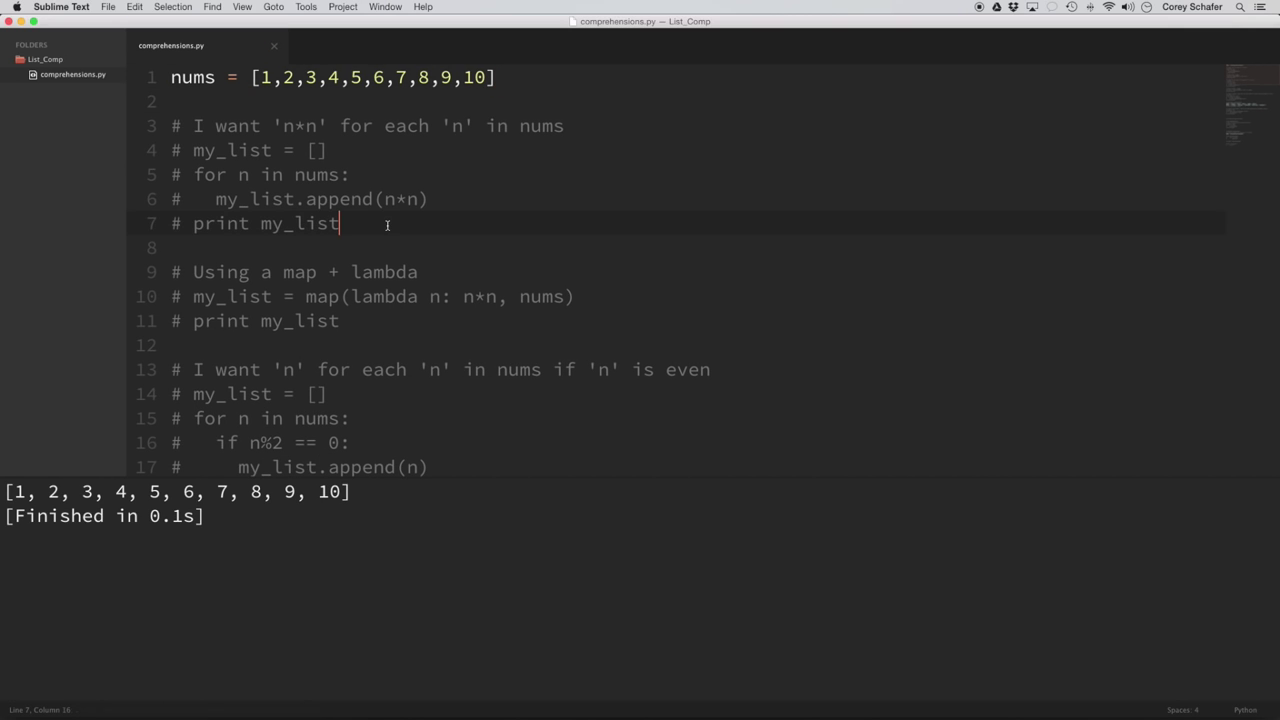 Sublime Text File Edit Selection Find View Goto Tools Project Window Help Corey Schafer
comprehensions.py — List_Comp
FOLDERS
List_Comp
comprehensions.py
comprehensions.py
1 nums = [1,2,3,4,5,6,7,8,9,10]
2
3 # I want 'n*n' for each 'n' in nums
4 # my_list = []
5 # for n in nums:
6 #   my_list.append(n*n)
7 # print my_list
8
9 # Using a map + lambda
10 # my_list = map(lambda n: n*n, nums)
11 # print my_list
12
13 # I want 'n' for each 'n' in nums if 'n' is even
14 # my_list = []
15 # for n in nums:
16 #   if n%2 == 0:
17 #     my_list.append(n)
[1, 2, 3, 4, 5, 6, 7, 8, 9, 10]
[Finished in 0.1s]
Line 7, Column 16 Spaces: 4 Python